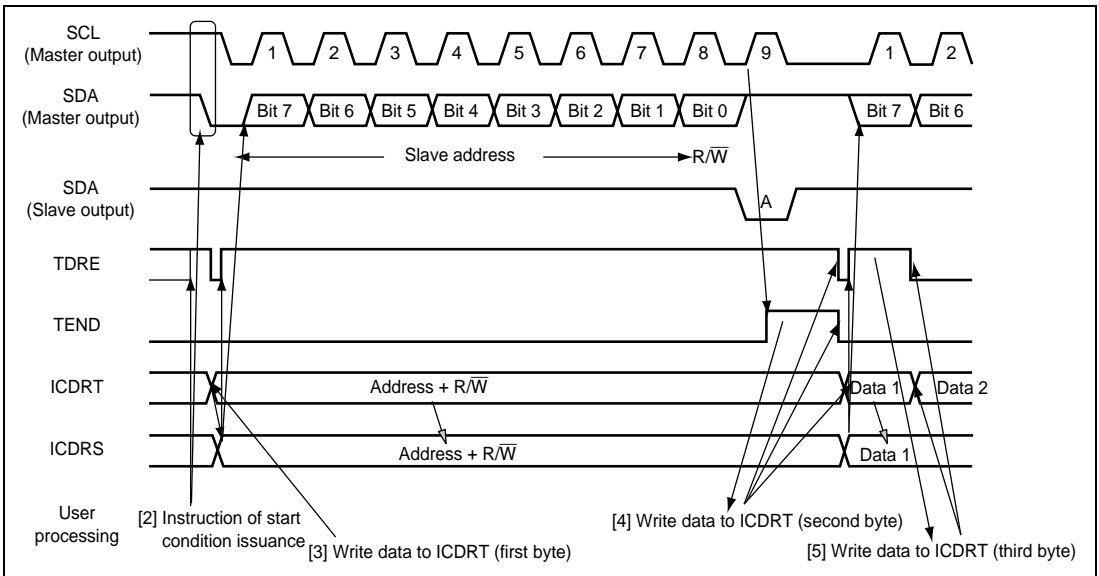 SCL
(Master output)
1 2 3 4 5 6 7 8 9 1 2
SDA
(Master output)
Bit 7 Bit 6 Bit 5 Bit 4 Bit 3 Bit 2 Bit 1 Bit 0 Bit 7 Bit 6
Slave address R/W̅
SDA
(Slave output)
A
TDRE
TEND
ICDRT
Address + R/W̅ Data 1 Data 2
ICDRS
Address + R/W̅ Data 1
User
processing
[2] Instruction of start
condition issuance
[3] Write data to ICDRT (first byte)
[4] Write data to ICDRT (second byte)
[5] Write data to ICDRT (third byte)